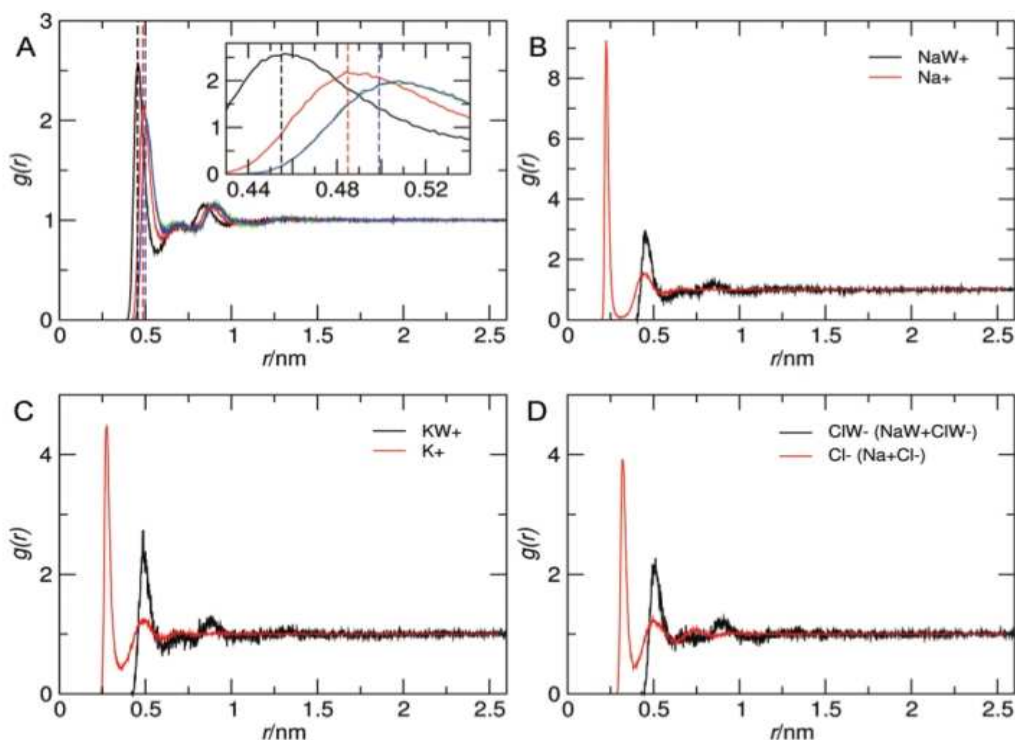 A
3
2
1
0
g(r)
0 0.5 1 1.5 2 2.5
r/nm
2
1
0
0.44 0.48 0.52
B
NaW+
Na+
8
6
4
2
0
g(r)
0 0.5 1 1.5 2 2.5
r/nm
C
KW+
K+
4
2
0
g(r)
0 0.5 1 1.5 2 2.5
r/nm
D
ClW- (NaW+ClW-)
Cl- (Na+Cl-)
4
2
0
g(r)
0 0.5 1 1.5 2 2.5
r/nm